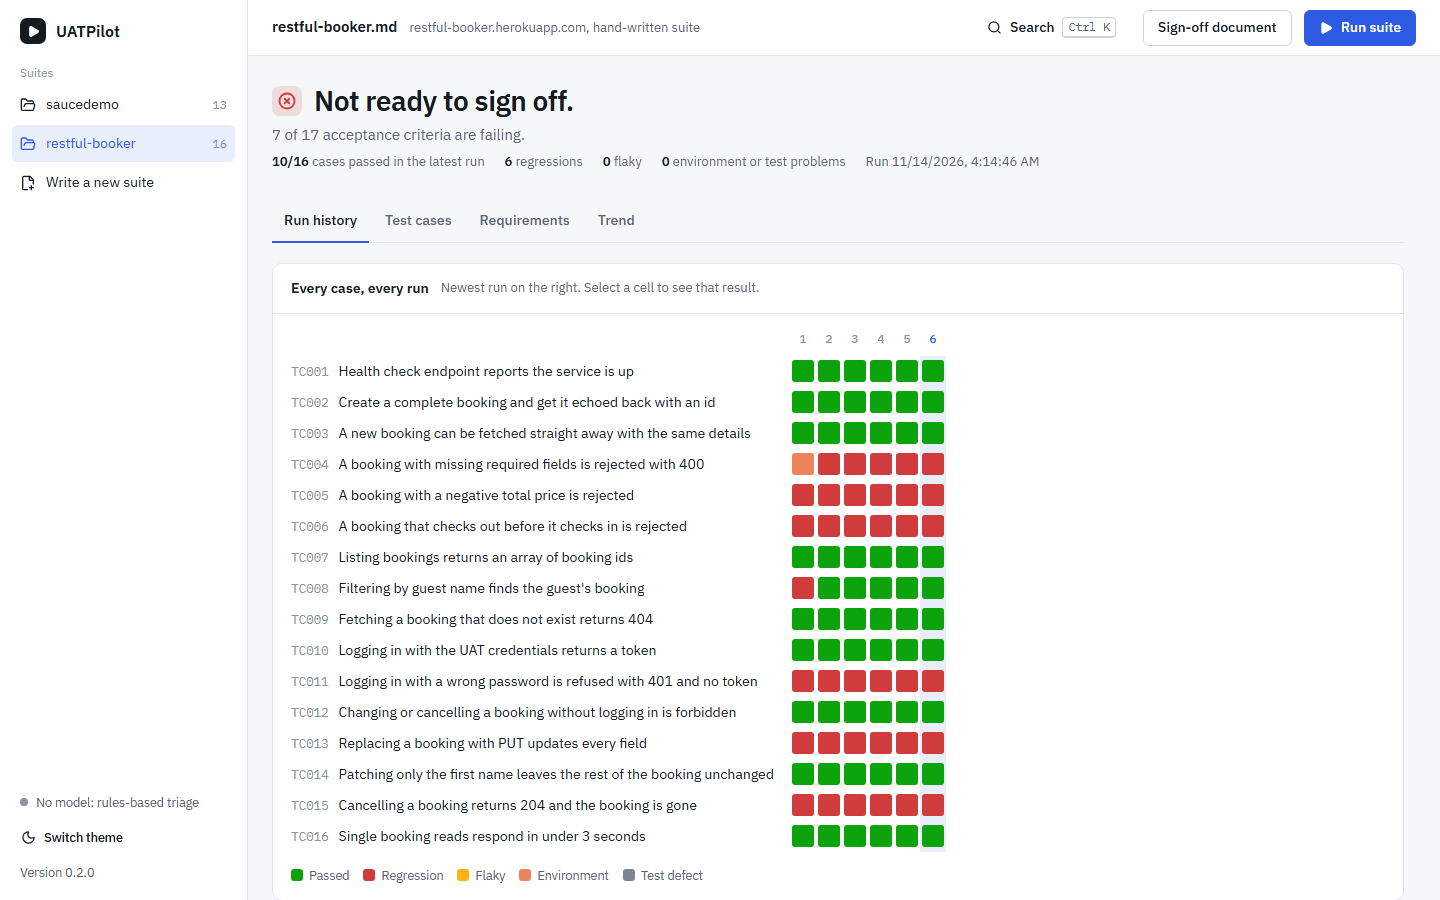 UATPilot
Suites
saucedemo 13
restful-booker 16
Write a new suite
No model: rules-based triage
Switch theme
Version 0.2.0
restful-booker.md restful-booker.herokuapp.com, hand-written suite
Search Ctrl K
Sign-off document
Run suite
Not ready to sign off.
7 of 17 acceptance criteria are failing.
10/16 cases passed in the latest run 6 regressions 0 flaky 0 environment or test problems Run 11/14/2026, 4:14:46 AM
Run history Test cases Requirements Trend
Every case, every run Newest run on the right. Select a cell to see that result.
1 2 3 4 5 6
TC001 Health check endpoint reports the service is up
TC002 Create a complete booking and get it echoed back with an id
TC003 A new booking can be fetched straight away with the same details
TC004 A booking with missing required fields is rejected with 400
TC005 A booking with a negative total price is rejected
TC006 A booking that checks out before it checks in is rejected
TC007 Listing bookings returns an array of booking ids
TC008 Filtering by guest name finds the guest's booking
TC009 Fetching a booking that does not exist returns 404
TC010 Logging in with the UAT credentials returns a token
TC011 Logging in with a wrong password is refused with 401 and no token
TC012 Changing or cancelling a booking without logging in is forbidden
TC013 Replacing a booking with PUT updates every field
TC014 Patching only the first name leaves the rest of the booking unchanged
TC015 Cancelling a booking returns 204 and the booking is gone
TC016 Single booking reads respond in under 3 seconds
Passed Regression Flaky Environment Test defect